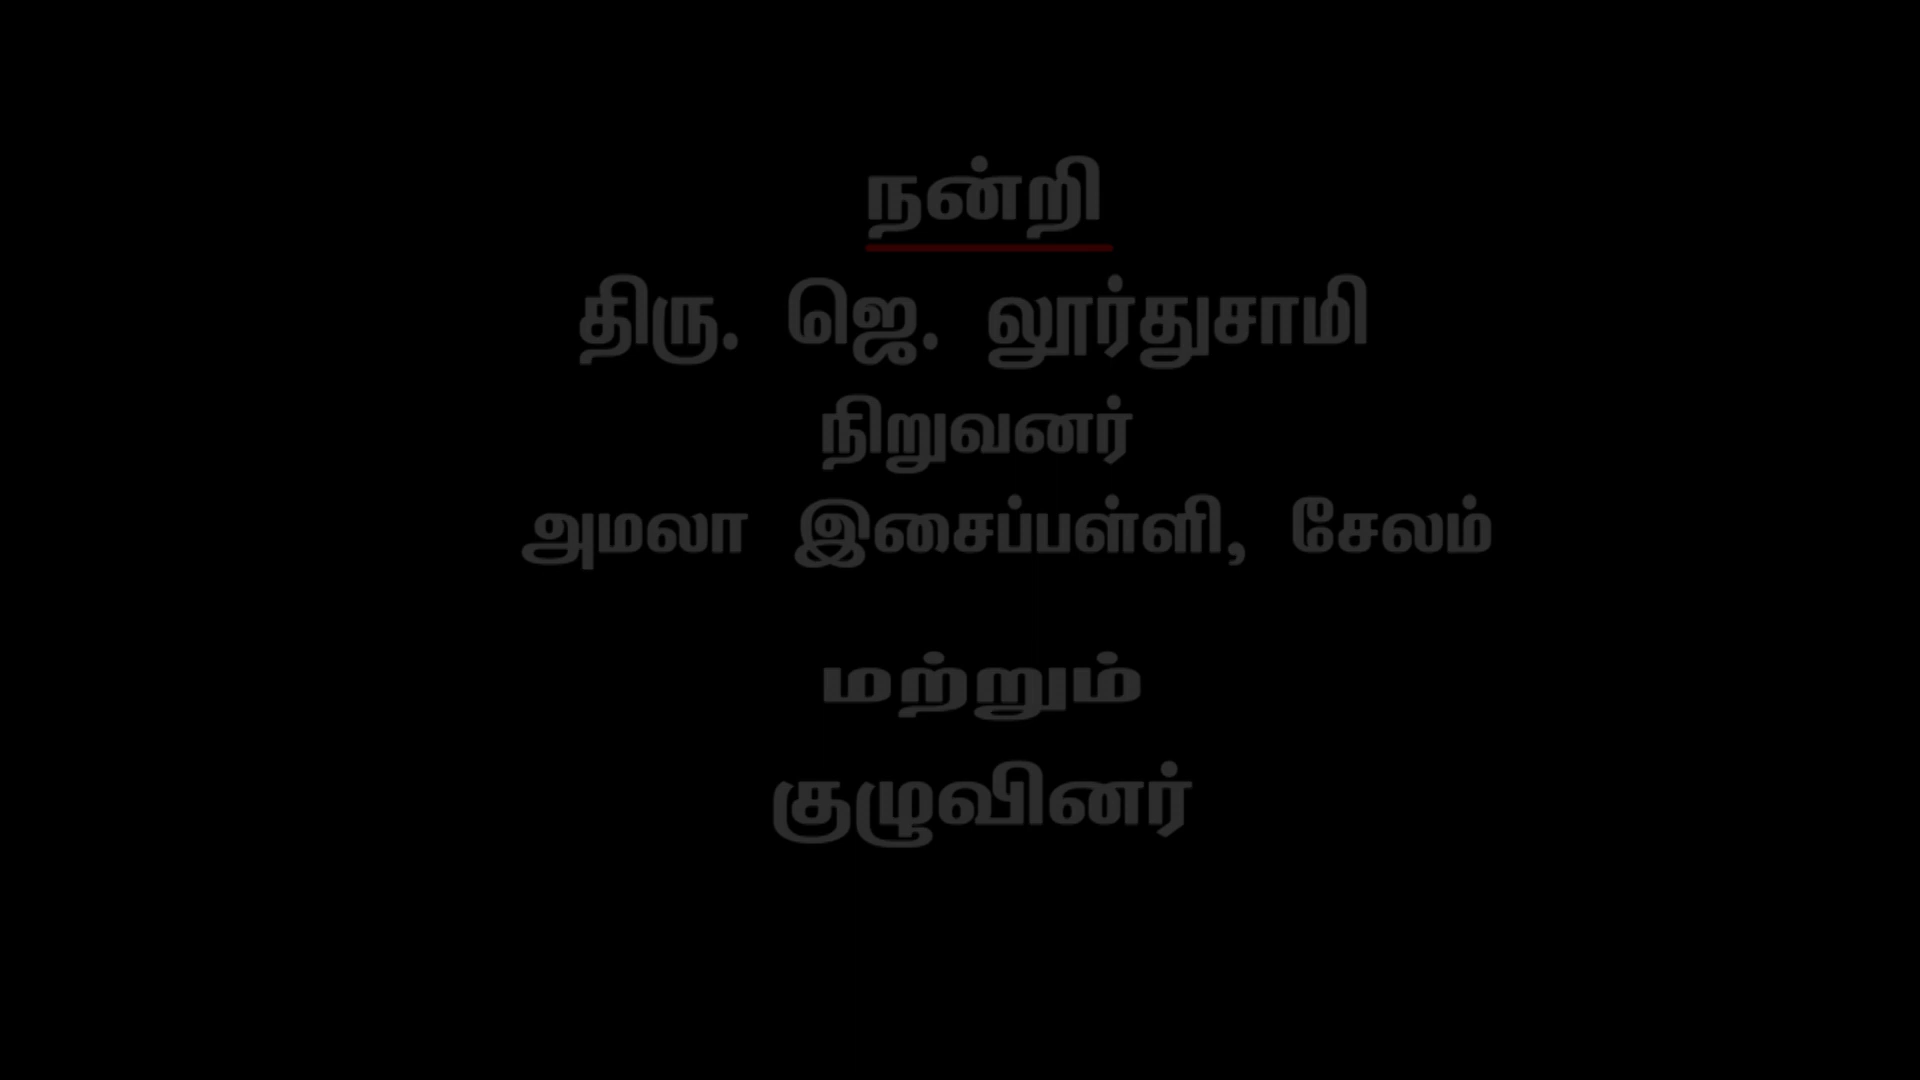 நன்றி
திரு. ஜெ. லூர்துசாமி
நிறுவனர்
அமலா இசைப்பள்ளி, சேலம்
மற்றும்
குழுவினர்